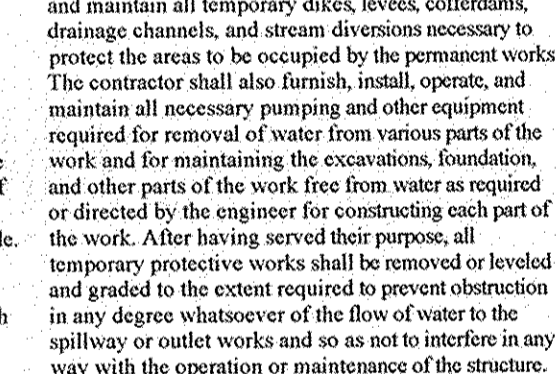 and maintain all temporary dikes, levees, cofferdams,
drainage channels, and stream diversions necessary to
protect the areas to be occupied by the permanent works
The contractor shall also furnish, install, operate, and
maintain all necessary pumping and other equipment
required for removal of water from various parts of the
work and for maintaining the excavations, foundation,
and other parts of the work free from water as required
or directed by the engineer for constructing each part of
the work. After having served their purpose, all
temporary protective works shall be removed or leveled
and graded to the extent required to prevent obstruction
in any degree whatsoever of the flow of water to the
spillway or outlet works and so as not to interfere in any
way with the operation or maintenance of the structure.